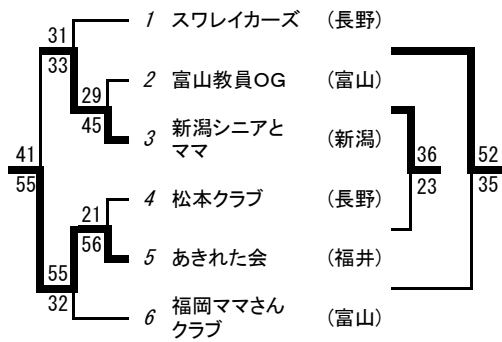 31
33
1 スワレイカーズ (長野)
29
45
2 富山教員OG (富山)
3 新潟シニアと
ママ (新潟)
41
55
36
23
52
35
21
56
4 松本クラブ (長野)
5 あきれた会 (福井)
55
32
6 福岡ママさん
クラブ (富山)